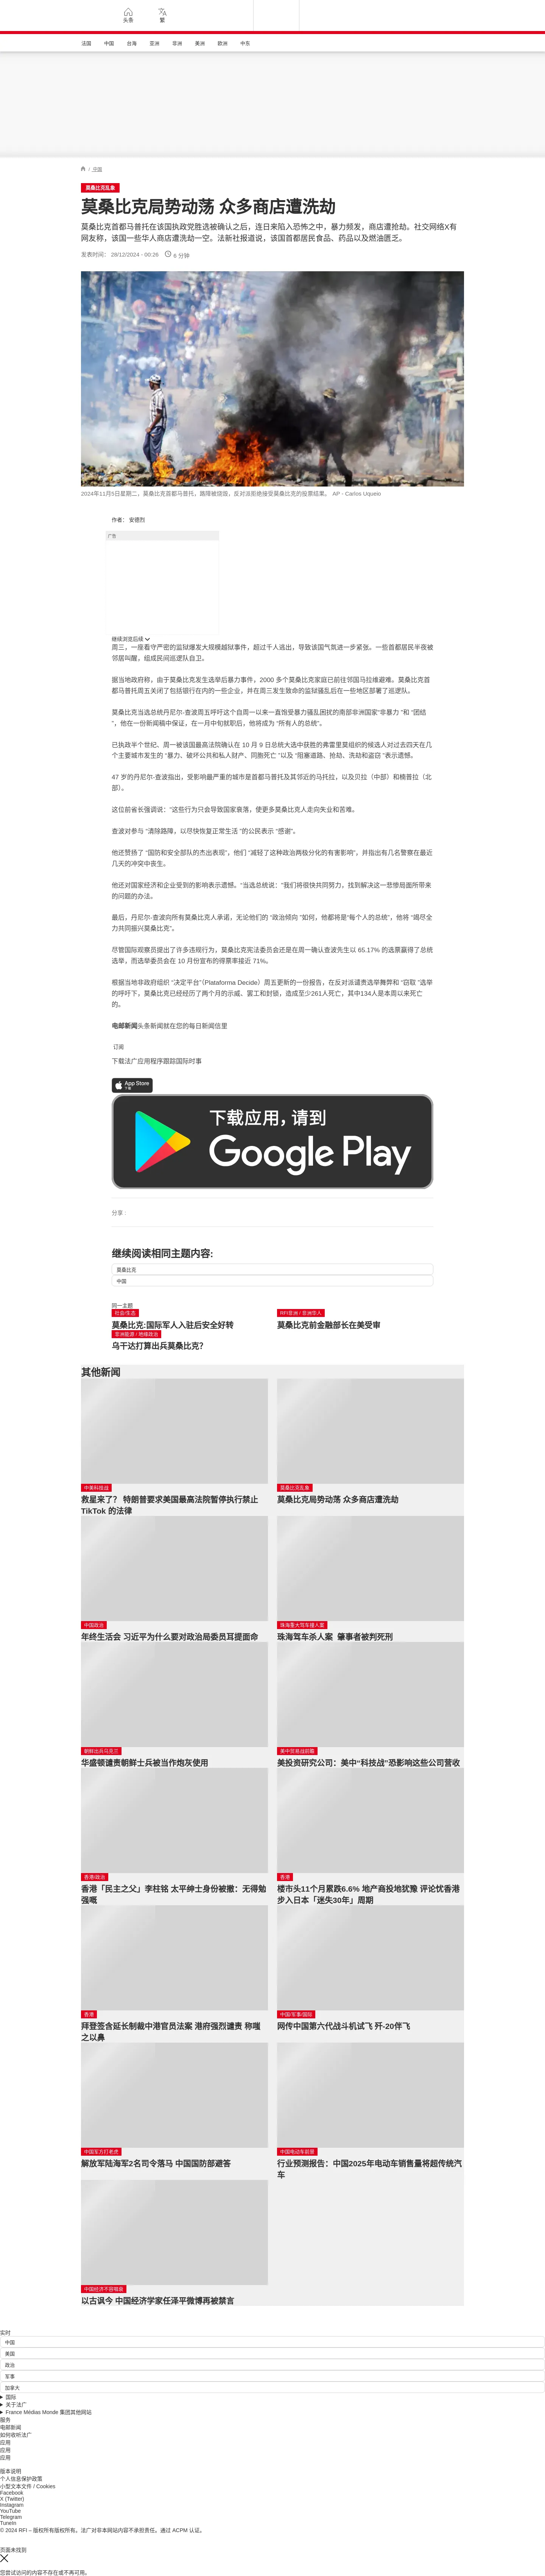 头条
繁
法国
中国
台海
亚洲
非洲
美洲
欧洲
中东
/ 中国
莫桑比克乱象
莫桑比克局势动荡 众多商店遭洗劫
莫桑比克首都马普托在该国执政党胜选被确认之后，连日来陷入恐怖之中，暴力频发，商店遭抢劫。社交网络X有
网友称，该国一些华人商店遭洗劫一空。法新社报道说，该国首都居民食品、药品以及燃油匮乏。
发表时间： 28/12/2024 - 00:26 6 分钟
2024年11月5日星期二，莫桑比克首都马普托，路障被烧毁，反对派拒绝接受莫桑比克的投票结果。 AP - Carlos Uqueio
作者： 安德烈
广告
继续浏览后续
周三，一座看守严密的监狱爆发大规模越狱事件，超过千人逃出，导致该国气氛进一步紧张。一些首都居民半夜被
邻居叫醒，组成民间巡逻队自卫。
据当地政府称，由于莫桑比克发生选举后暴力事件，2000 多个莫桑比克家庭已前往邻国马拉维避难。莫桑比克首
都马普托周五关闭了包括银行在内的一些企业，并在周三发生致命的监狱骚乱后在一些地区部署了巡逻队。
莫桑比克当选总统丹尼尔-查波周五呼吁这个自周一以来一直饱受暴力骚乱困扰的南部非洲国家"非暴力 "和 "团结
"，他在一份新闻稿中保证，在一月中旬就职后，他将成为 "所有人的总统"。
已执政半个世纪、周一被该国最高法院确认在 10 月 9 日总统大选中获胜的弗雷里莫组织的候选人对过去四天在几
个主要城市发生的 "暴力、破坏公共和私人财产、同胞死亡 "以及 "阻塞道路、抢劫、洗劫和盗窃 "表示遗憾。
47 岁的丹尼尔-查波指出，受影响最严重的城市是首都马普托及其邻近的马托拉，以及贝拉（中部）和楠普拉（北
部）。
这位前省长强调说："这些行为只会导致国家衰落，使更多莫桑比克人走向失业和苦难。
查波对参与 "清除路障，以尽快恢复正常生活 "的公民表示 "感谢"。
他还赞扬了 "国防和安全部队的杰出表现"，他们 "减轻了这种政治两极分化的有害影响"，并指出有几名警察在最近
几天的冲突中丧生。
他还对国家经济和企业受到的影响表示遗憾。"当选总统说："我们将很快共同努力，找到解决这一悲惨局面所带来
的问题的办法。
最后，丹尼尔-查波向所有莫桑比克人承诺，无论他们的 "政治倾向 "如何，他都将是"每个人的总统"，他将 "竭尽全
力共同振兴莫桑比克"。
尽管国际观察员提出了许多违规行为，莫桑比克宪法委员会还是在周一确认查波先生以 65.17% 的选票赢得了总统
选举，而选举委员会在 10 月份宣布的得票率接近 71%。
根据当地非政府组织 "决定平台"（Plataforma Decide）周五更新的一份报告，在反对派谴责选举舞弊和 "窃取 "选举
的呼吁下，莫桑比克已经经历了两个月的示威、罢工和封锁，造成至少261人死亡，其中134人是本周以来死亡
的。
电邮新闻头条新闻就在您的每日新闻信里
订阅
下载法广应用程序跟踪国际时事
App Store
下载
下载应用，请到
Google Play
分享 :
继续阅读相同主题内容:
莫桑比克
中国
同一主题
社会/生态
莫桑比克:国际军人入驻后安全好转
RFI非洲 / 非洲华人
莫桑比克前金融部长在美受审
非洲能源 / 地缘政治
乌干达打算出兵莫桑比克?
其他新闻
中美科技战
救星来了？ 特朗普要求美国最高法院暂停执行禁止
TikTok 的法律
莫桑比克乱象
莫桑比克局势动荡 众多商店遭洗劫
中国政治
年终生活会 习近平为什么要对政治局委员耳提面命
珠海重大驾车撞人案
珠海驾车杀人案 肇事者被判死刑
朝鲜出兵乌克兰
华盛顿谴责朝鲜士兵被当作炮灰使用
美中贸易战前瞻
美投资研究公司：美中“科技战”恐影响这些公司营收
香港/政治
香港「民主之父」李柱铭 太平绅士身份被撤：无得勉
强嘅
香港
楼市头11个月累跌6.6% 地产商投地犹豫 评论忧香港
步入日本「迷失30年」周期
香港
拜登签含延长制裁中港官员法案 港府强烈谴责 称嗤
之以鼻
中国/军事/国际
网传中国第六代战斗机试飞 歼-20伴飞
中国军方打老虎
解放军陆海军2名司令落马 中国国防部避答
中国电动车前景
行业预测报告：中国2025年电动车销售量将超传统汽
车
中国经济不容唱衰
以古讽今 中国经济学家任泽平微博再被禁言
实时
中国
美国
政治
军事
加拿大
国际
关于法广
France Médias Monde 集团其他网站
服务
电邮新闻
如何收听法广
应用
应用
应用
版本说明
个人信息保护政策
小型文本文件 / Cookies
Facebook
X (Twitter)
Instagram
YouTube
Telegram
TuneIn
© 2024 RFI – 版权所有版权所有。法广对非本网站内容不承担责任。通过 ACPM 认证。
页面未找到
您尝试访问的内容不存在或不再可用。